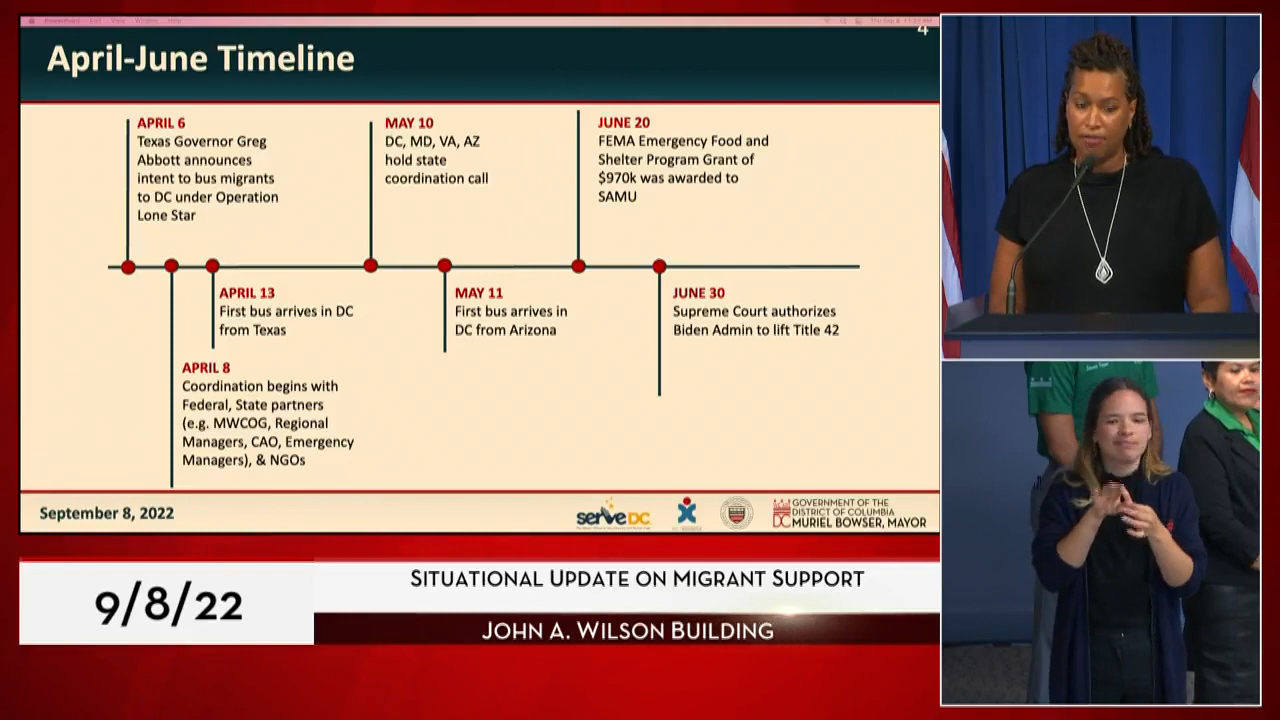 4
April-June Timeline
APRIL 6
Texas Governor Greg
Abbott announces
intent to bus migrants
to DC under Operation
Lone Star
MAY 10
DC, MD, VA, AZ
hold state
coordination call
JUNE 20
FEMA Emergency Food and
Shelter Program Grant of
$970k was awarded to
SAMU
APRIL 13
First bus arrives in DC
from Texas
MAY 11
First bus arrives in
DC from Arizona
JUNE 30
Supreme Court authorizes
Biden Admin to lift Title 42
APRIL 8
Coordination begins with
Federal, State partners
(e.g. MWCOG, Regional
Managers, CAO, Emergency
Managers), & NGOs
September 8, 2022
serve DC
GOVERNMENT OF THE
DISTRICT OF COLUMBIA
DC MURIEL BOWSER, MAYOR
9/8/22
SITUATIONAL UPDATE ON MIGRANT SUPPORT
JOHN A. WILSON BUILDING